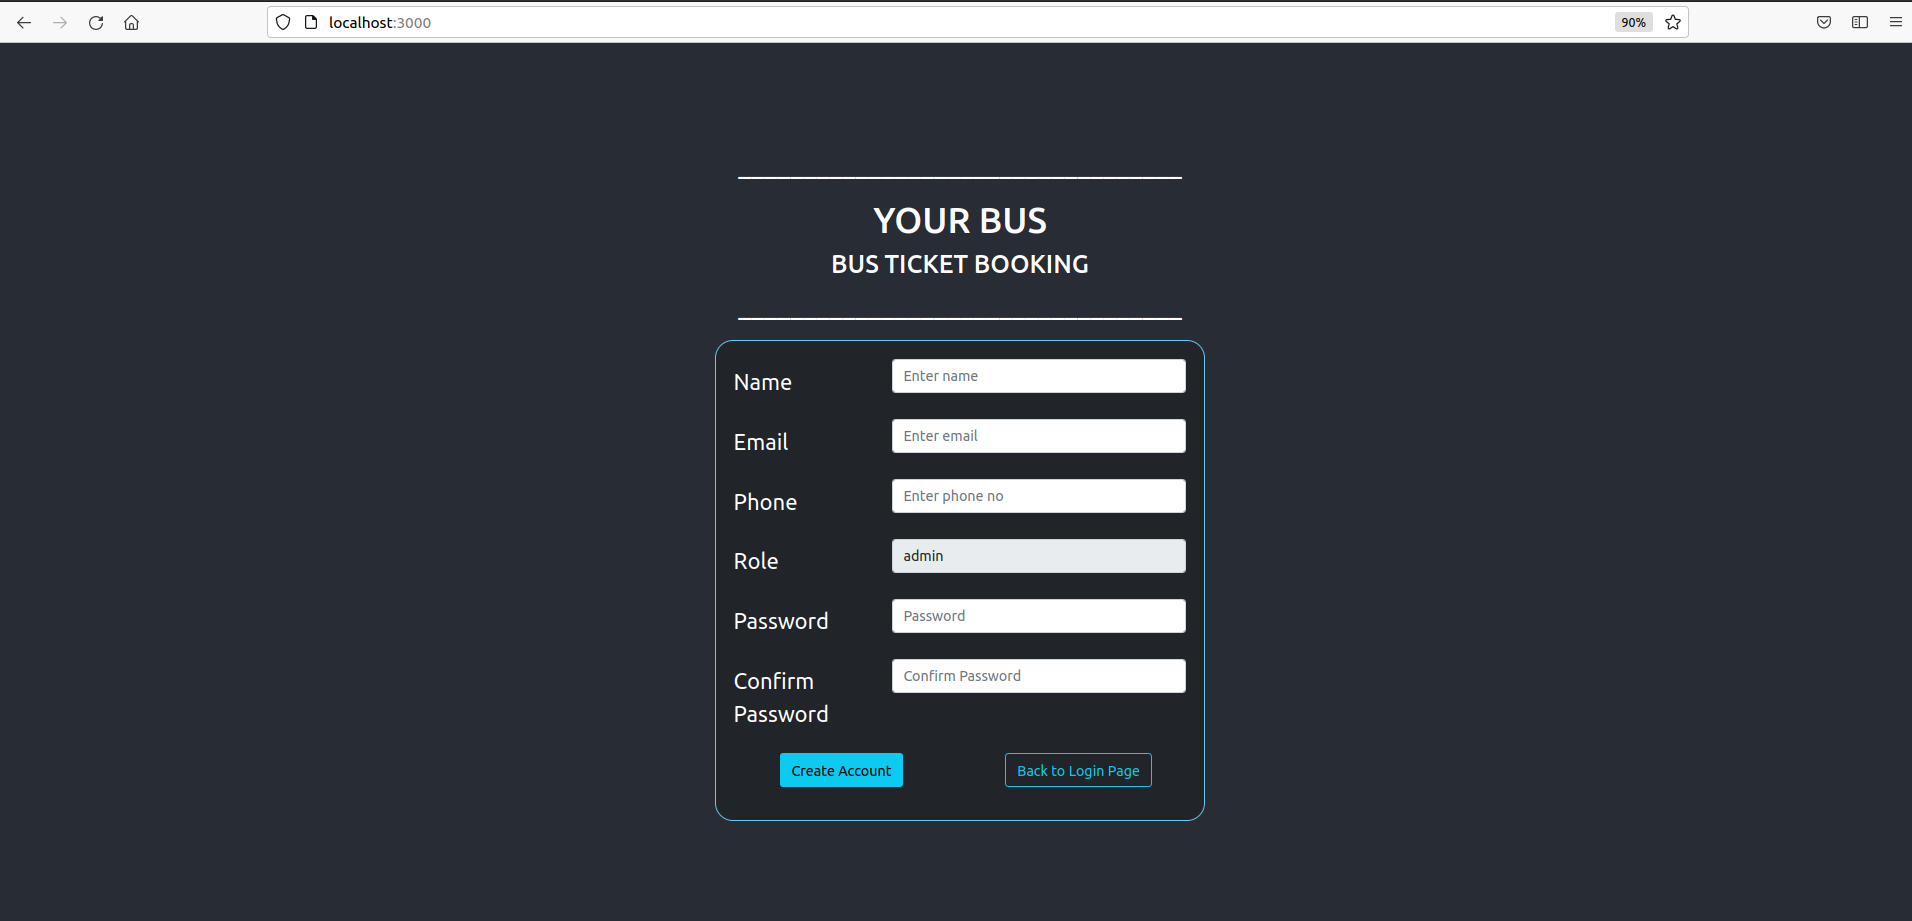 localhost:3000
90%
YOUR BUS
BUS TICKET BOOKING
Name
Enter name
Email
Enter email
Phone
Enter phone no
Role
admin
Password
Password
Confirm
Password
Confirm Password
Create Account
Back to Login Page